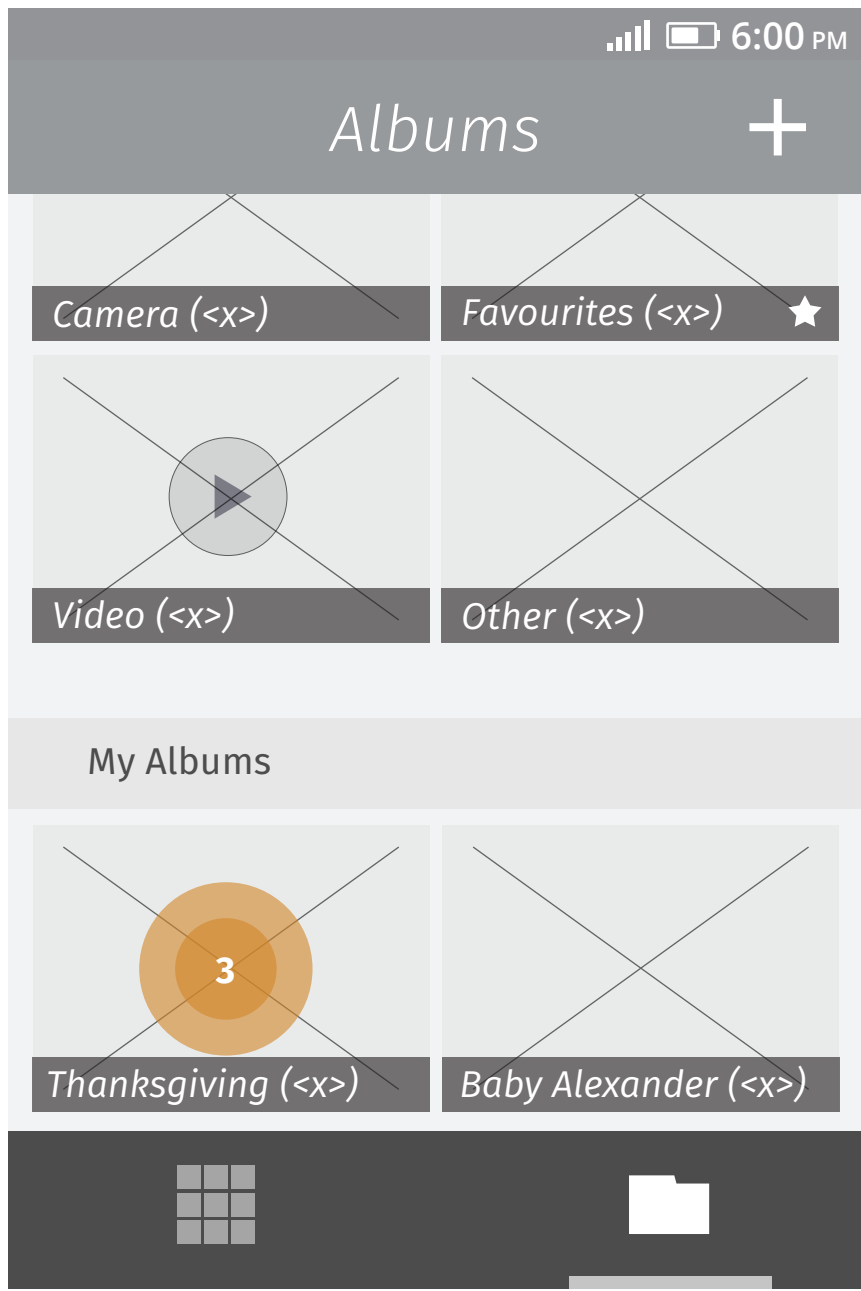 6:00 PM
Albums
Camera (<x>)
Favourites (<x>)
Video (<x>)
Other (<x>)
My Albums
3
Thanksgiving (<x>)
Baby Alexander (<x>)